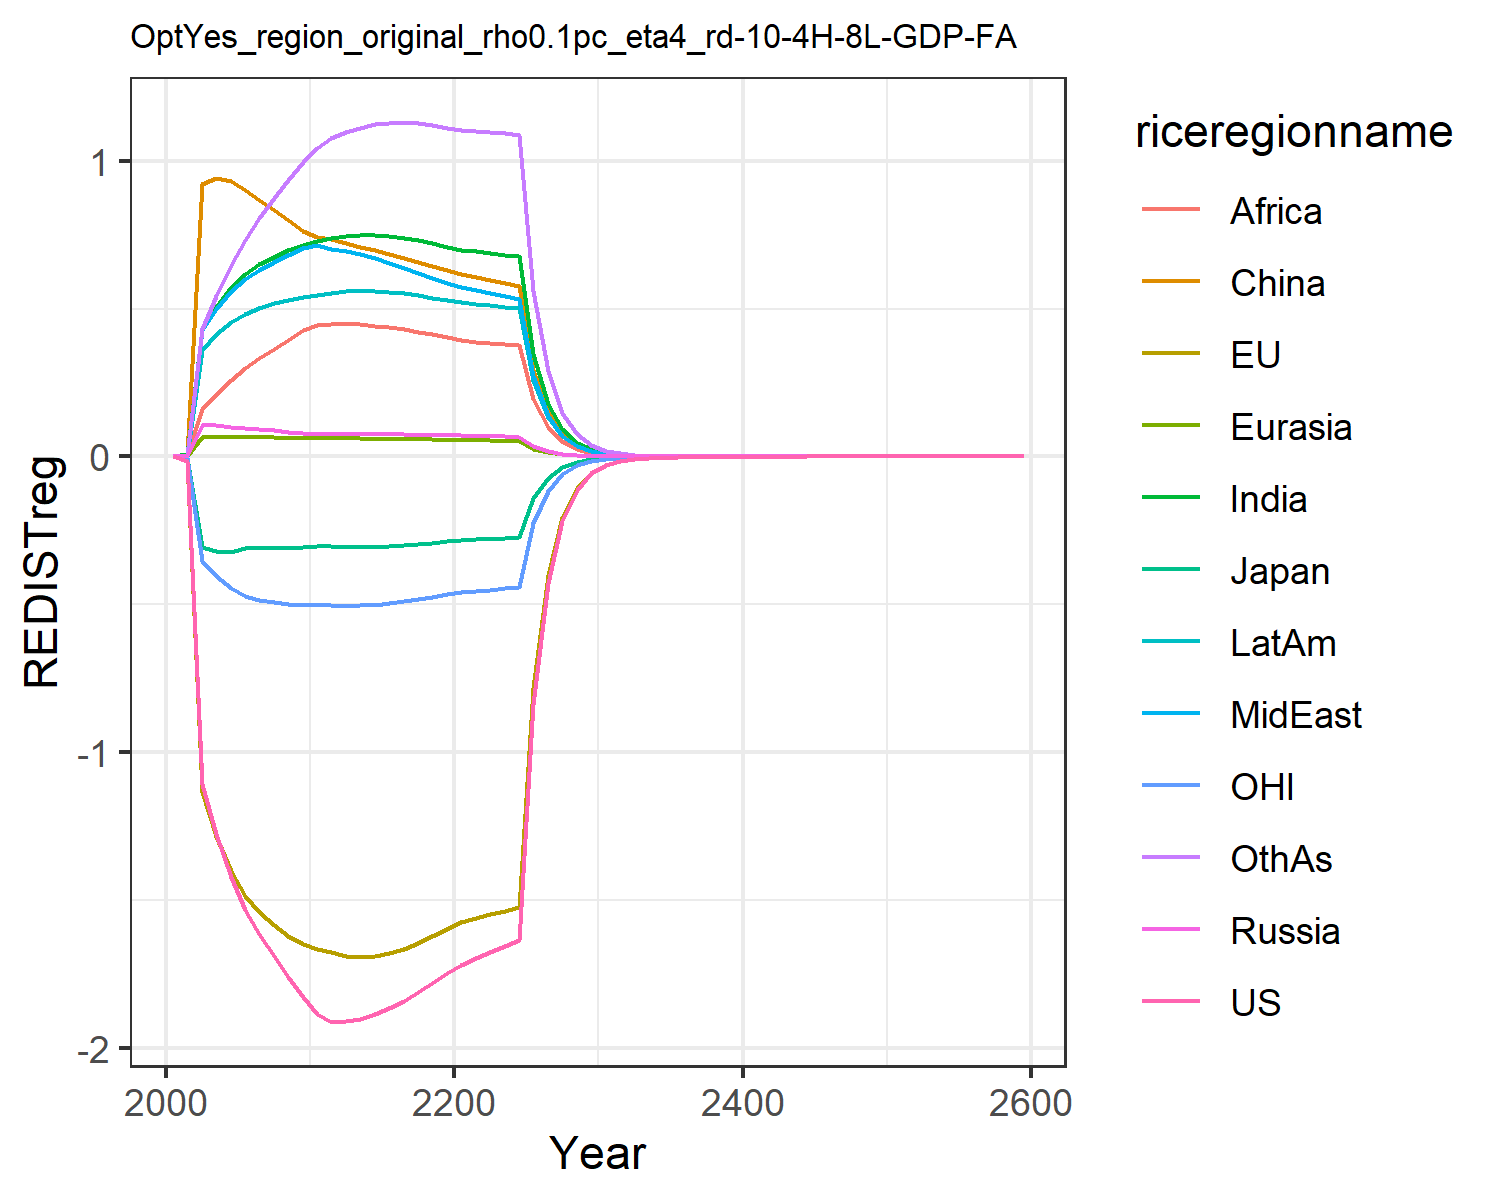 OptYes_region_original_rho0.1pc_eta4_rd-10-4H-8L-GDP-FA
1
0
-1
-2
REDISTreg
2000 2200 2400 2600
Year
riceregionname
Africa
China
EU
Eurasia
India
Japan
LatAm
MidEast
OHI
OthAs
Russia
US